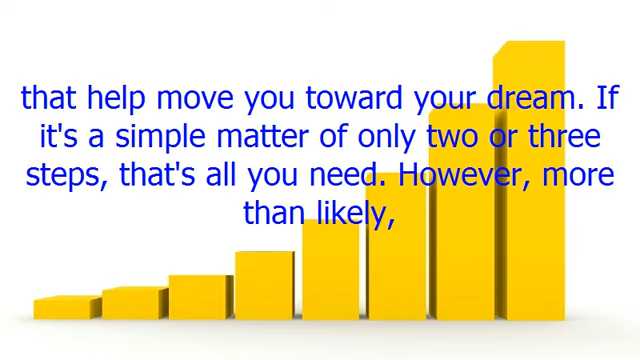 that help move you toward your dream. If
it's a simple matter of only two or three
steps, that's all you need. However, more
than likely,